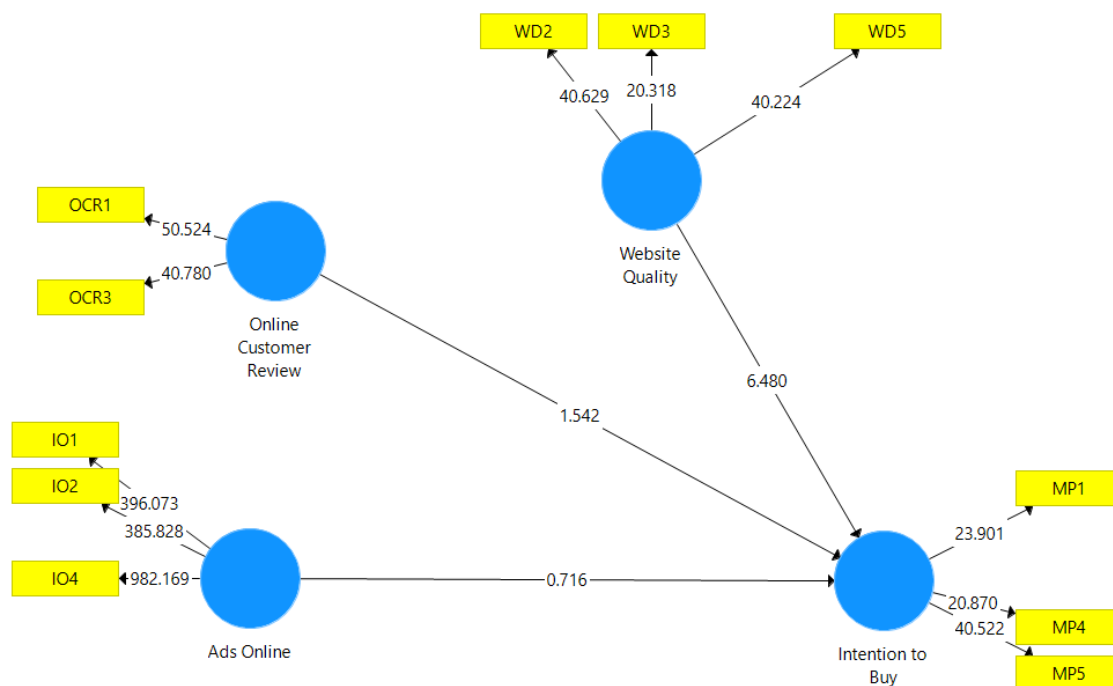 WD2
WD3
WD5
40.629
20.318
40.224
OCR1
50.524
40.780
OCR3
Website
Quality
Online
Customer
Review
6.480
1.542
IO1
IO2
396.073
385.828
IO4
982.169
0.716
Ads Online
MP1
23.901
20.870
40.522
MP4
MP5
Intention to
Buy